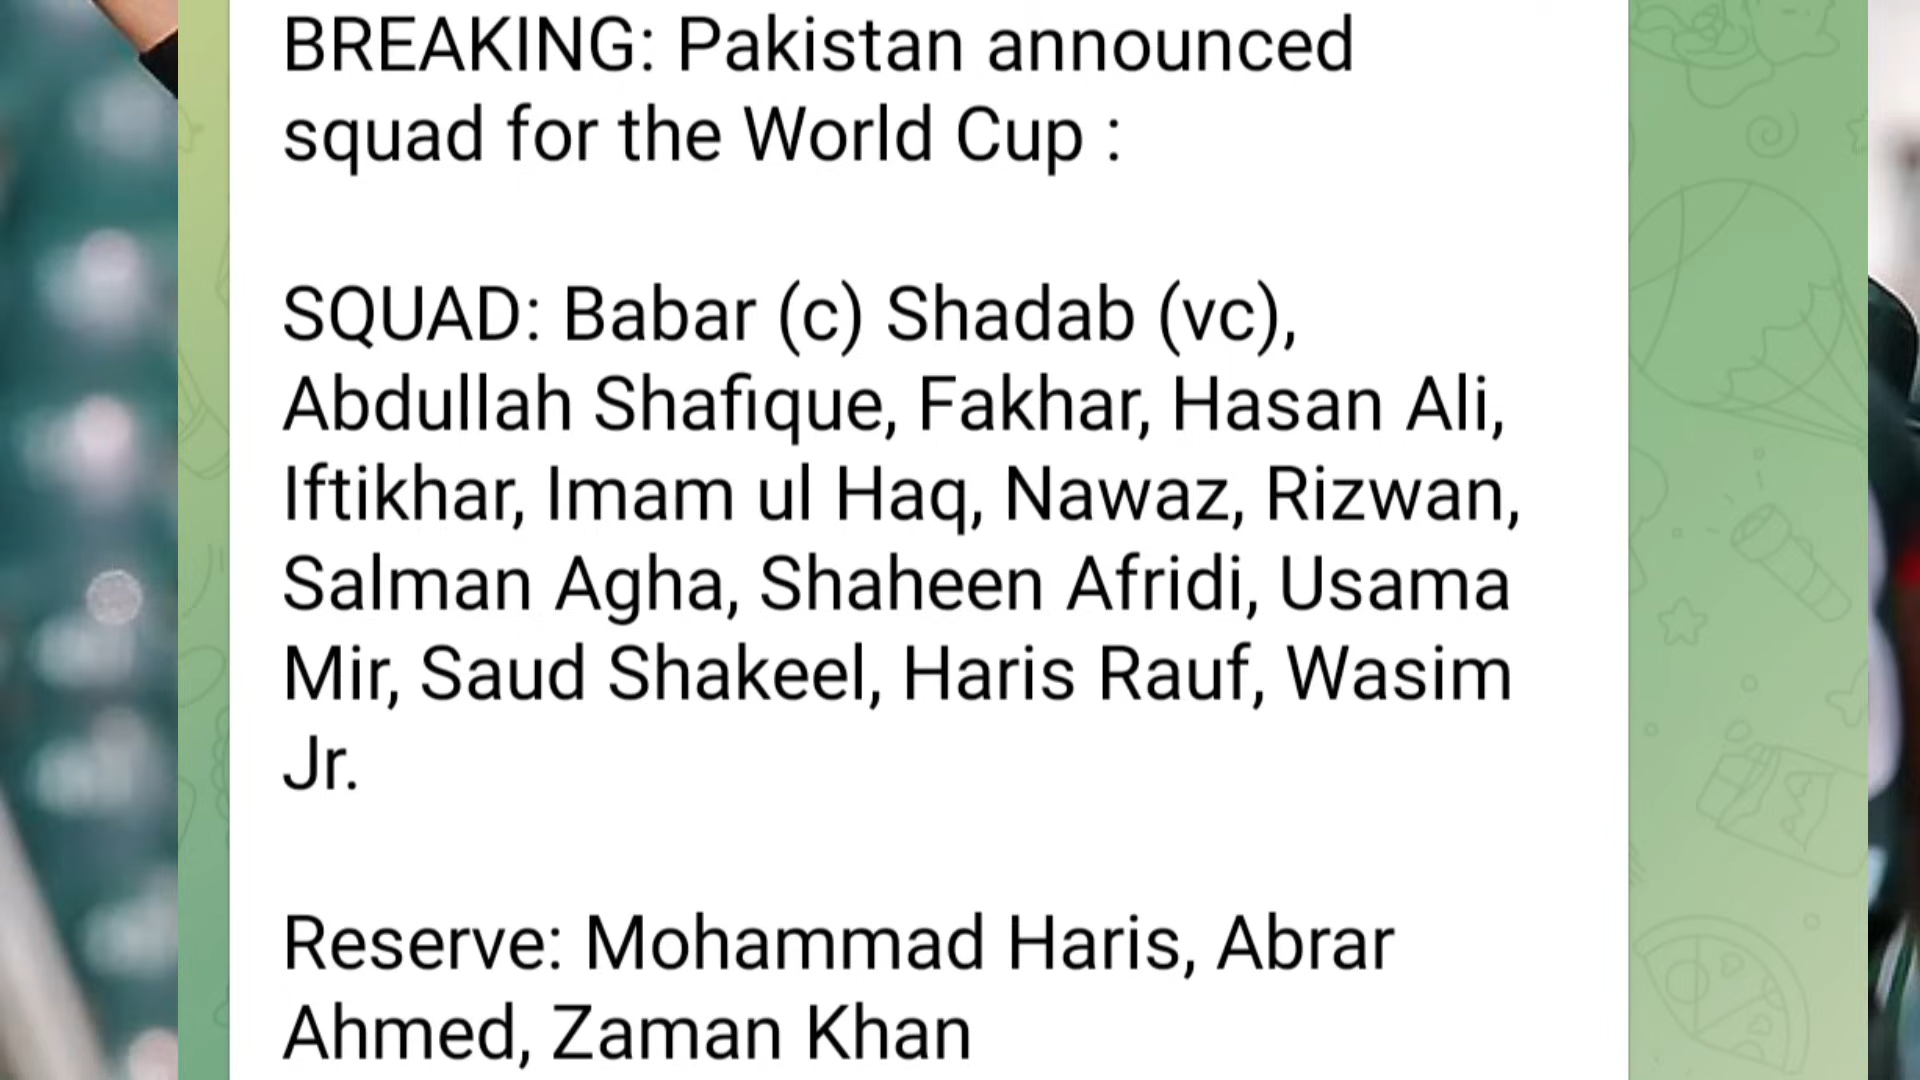 BREAKING: Pakistan announced
squad for the World Cup :
SQUAD: Babar (c) Shadab (vc),
Abdullah Shafique, Fakhar, Hasan Ali,
Iftikhar, Imam ul Haq, Nawaz, Rizwan,
Salman Agha, Shaheen Afridi, Usama
Mir, Saud Shakeel, Haris Rauf, Wasim
Jr.
Reserve: Mohammad Haris, Abrar
Ahmed, Zaman Khan